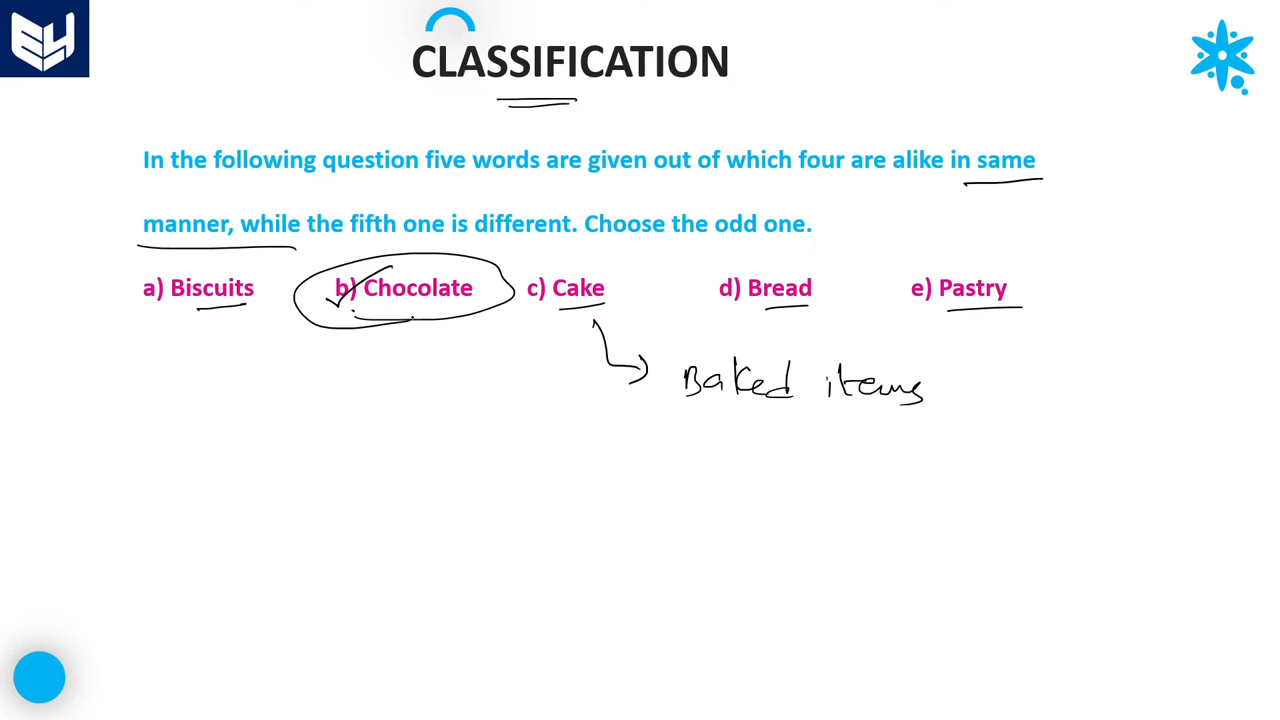 CLASSIFICATION
In the following question five words are given out of which four are alike in same
manner, while the fifth one is different. Choose the odd one.
a) Biscuits b) Chocolate c) Cake d) Bread e) Pastry
Baked items